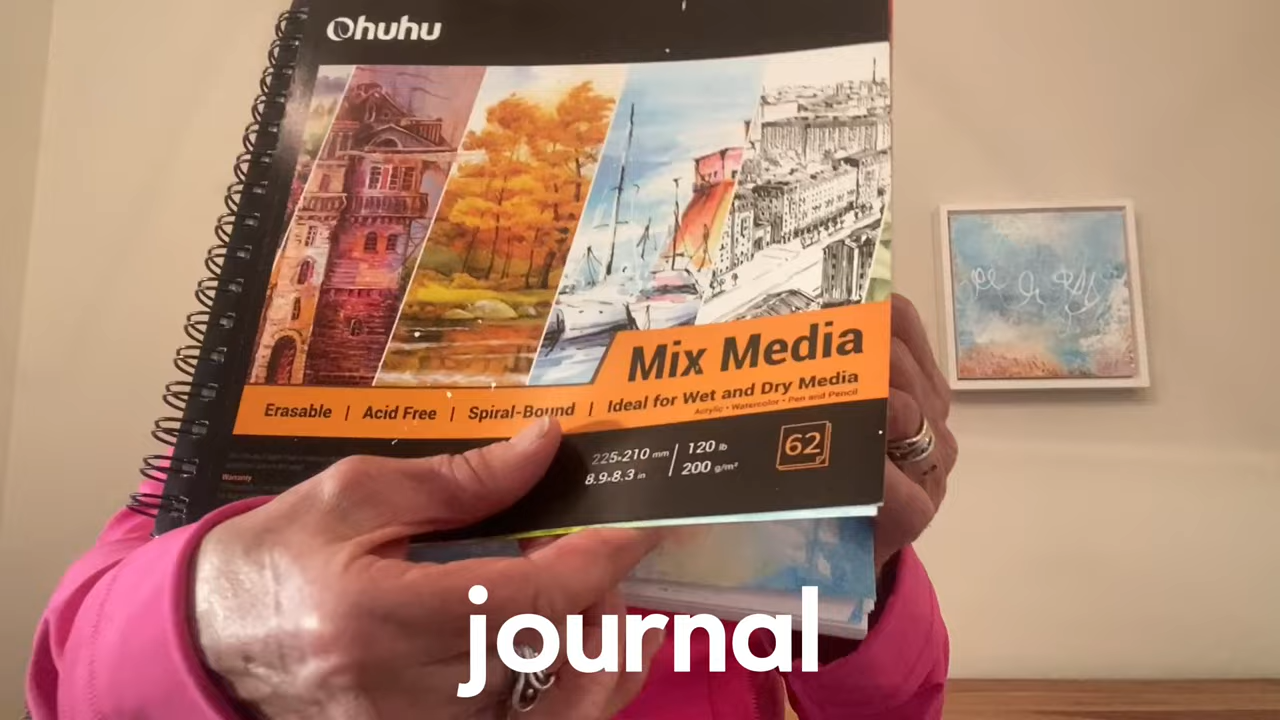 Ohuhu
Mix Media
Erasable | Acid Free | Spiral-Bound | Ideal for Wet and Dry Media
Acrylic • Watercolor • Pen and Pencil
225×210 mm | 120 lb
8.9×8.3 in | 200 g/m²
62
Warranty
journal